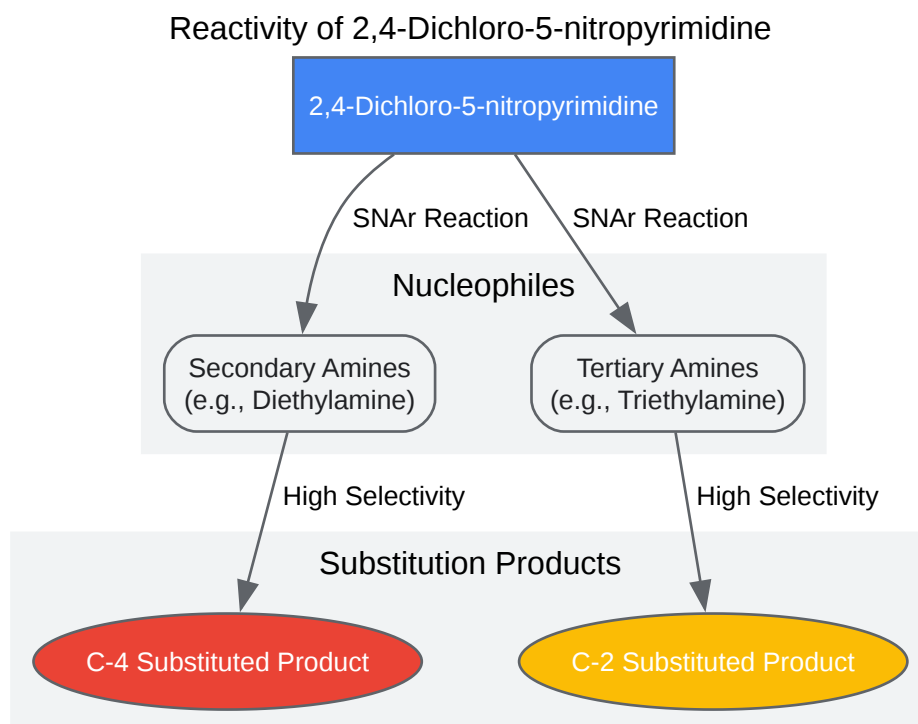 Reactivity of 2,4-Dichloro-5-nitropyrimidine
2,4-Dichloro-5-nitropyrimidine
SNAr Reaction
SNAr Reaction
Nucleophiles
Secondary Amines
(e.g., Diethylamine)
Tertiary Amines
(e.g., Triethylamine)
High Selectivity
High Selectivity
Substitution Products
C-4 Substituted Product
C-2 Substituted Product